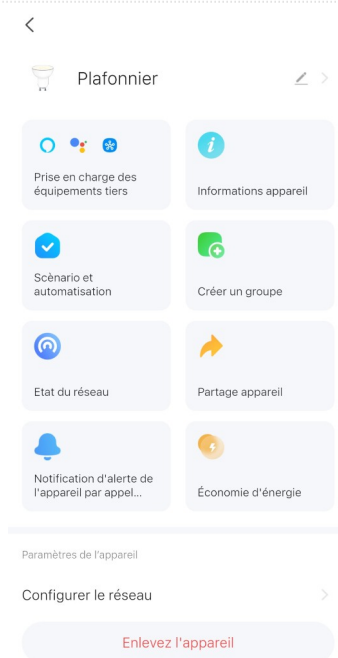 Plafonnier
Prise en charge des
équipements tiers
Informations appareil
Scènario et
automatisation
Créer un groupe
Etat du réseau
Partage appareil
Notification d'alerte de
l'appareil par appel...
Économie d'énergie
Paramètres de l'appareil
Configurer le réseau
Enlevez l'appareil